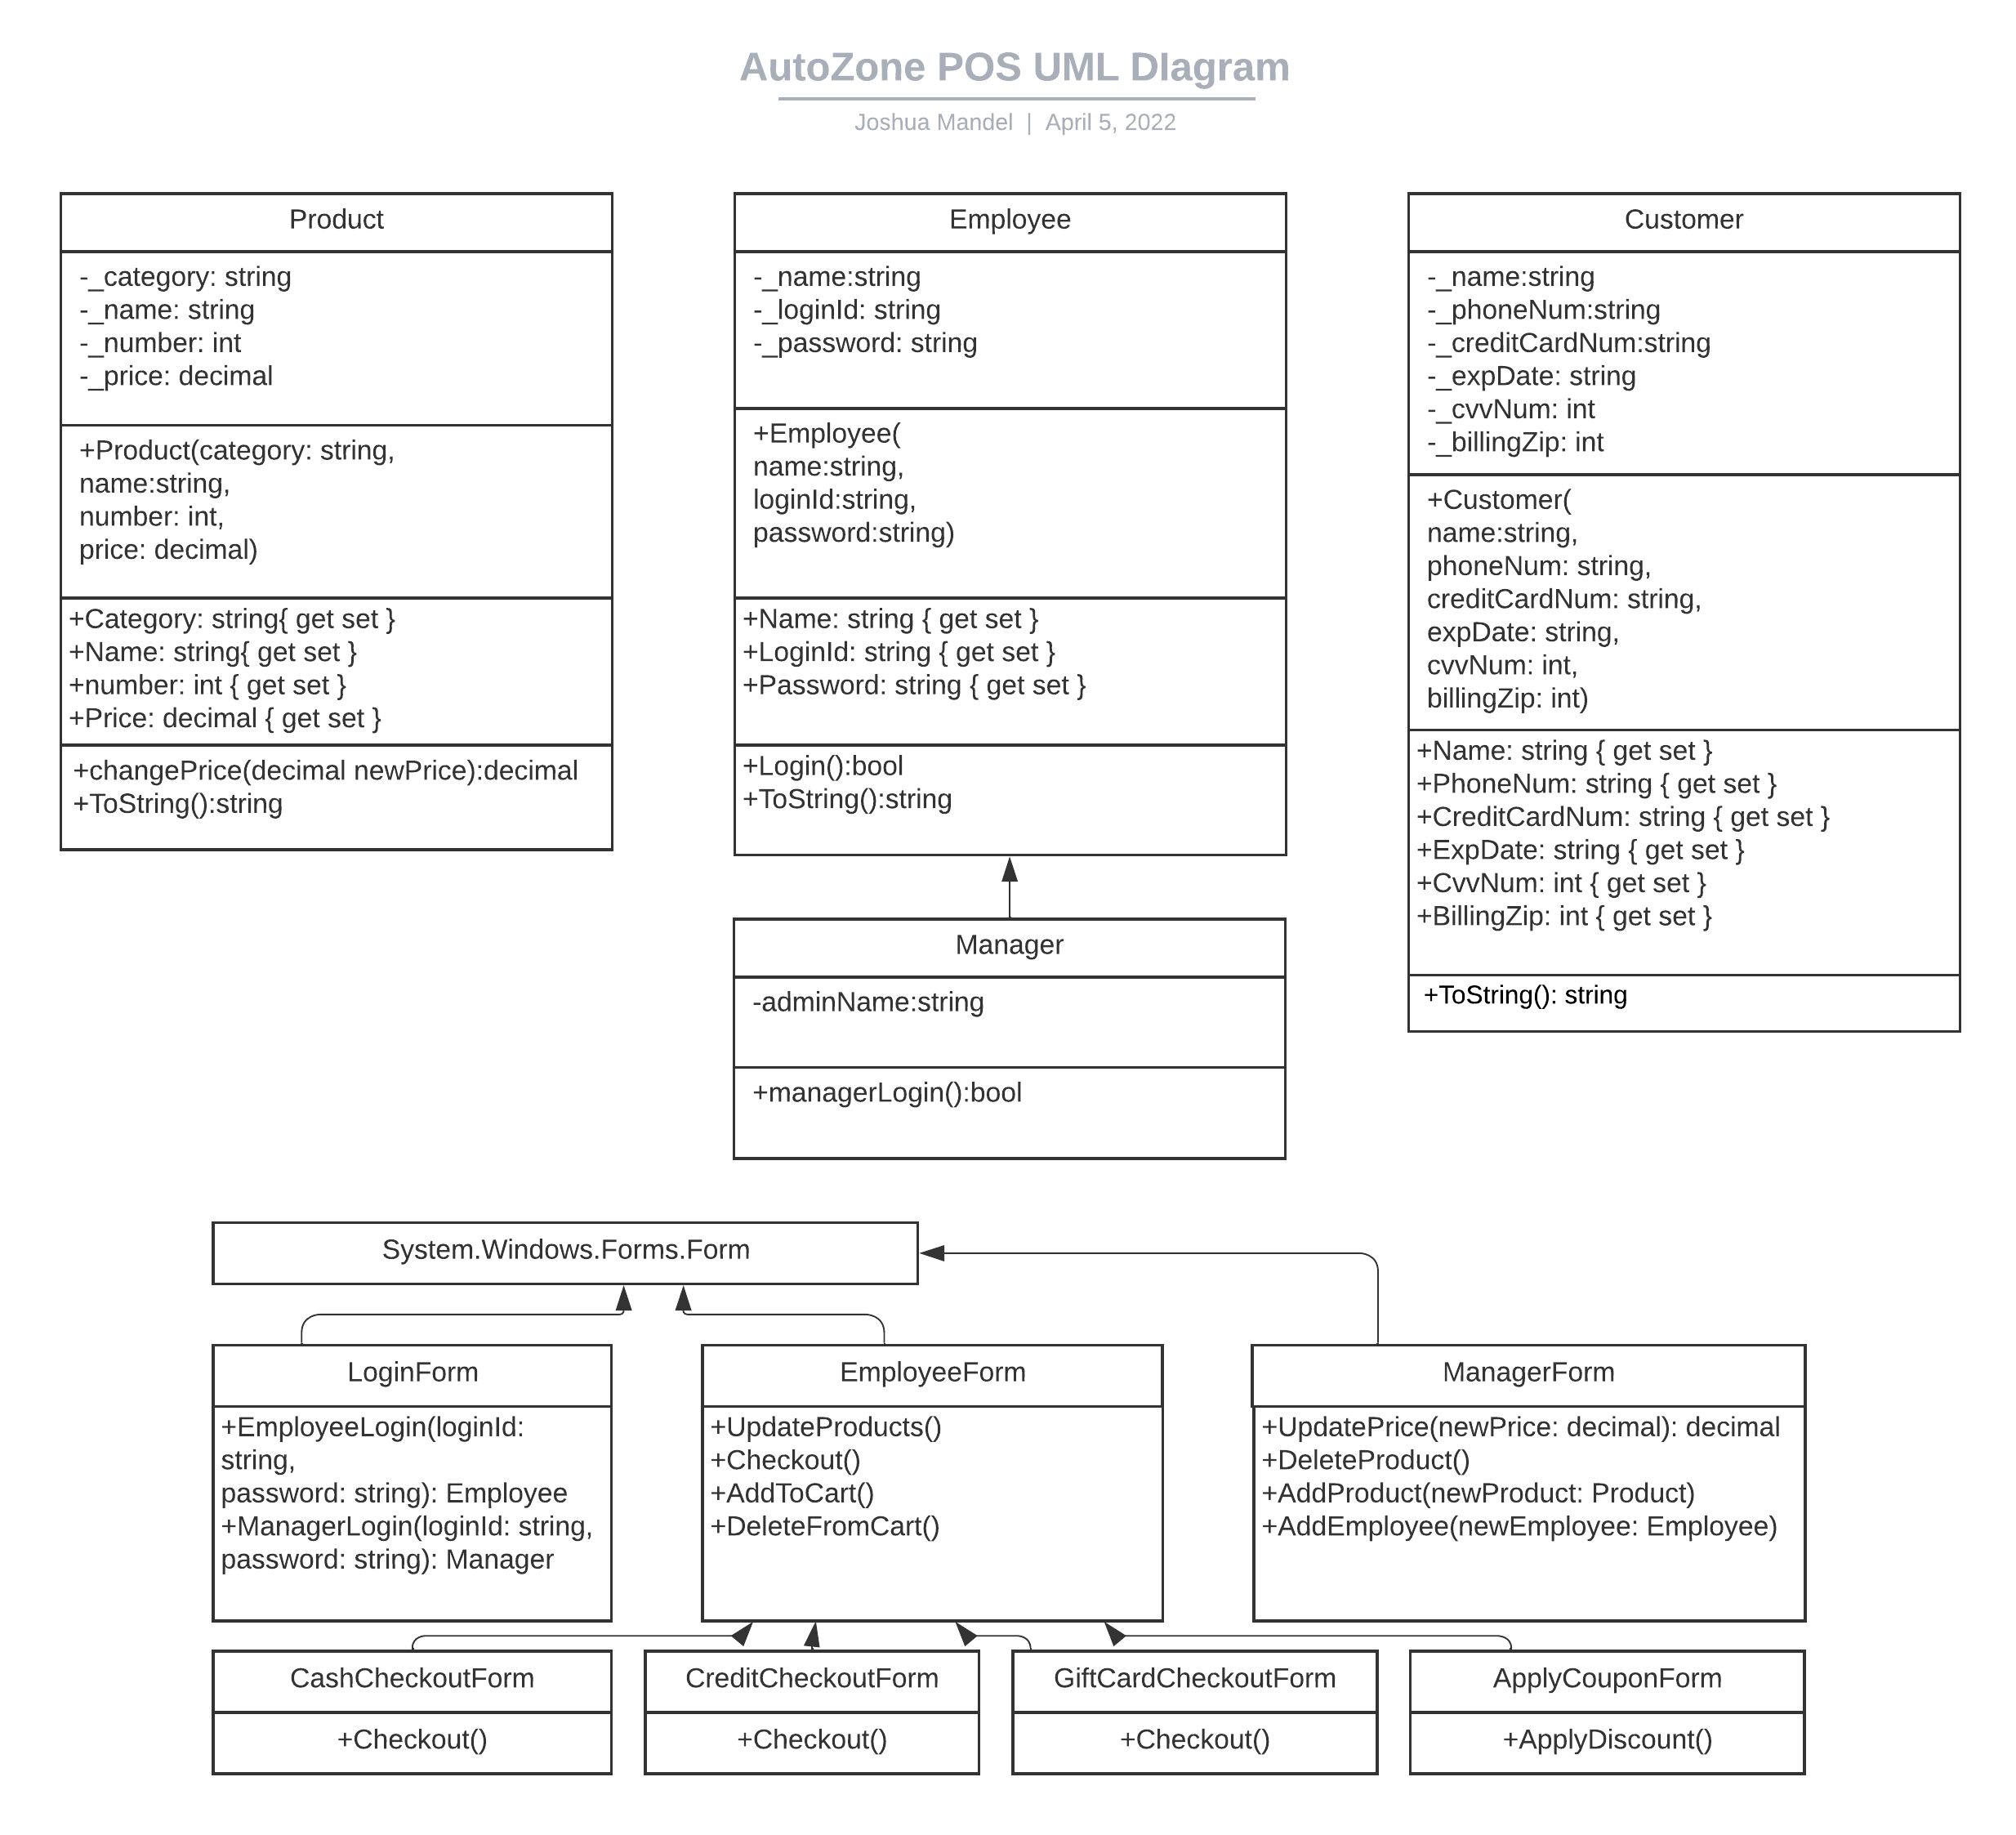 AutoZone POS UML DIagram
Joshua Mandel | April 5, 2022
Product
-_category: string
-_name: string
-_number: int
-_price: decimal
+Product(category: string,
name:string,
number: int,
price: decimal)
+Category: string{ get set }
+Name: string{ get set }
+number: int { get set }
+Price: decimal { get set }
+changePrice(decimal newPrice):decimal
+ToString():string
Employee
-_name:string
-_loginId: string
-_password: string
+Employee(
name:string,
loginId:string,
password:string)
+Name: string { get set }
+LoginId: string { get set }
+Password: string { get set }
+Login():bool
+ToString():string
Customer
-_name:string
-_phoneNum:string
-_creditCardNum:string
-_expDate: string
-_cvvNum: int
-_billingZip: int
+Customer(
name:string,
phoneNum: string,
creditCardNum: string,
expDate: string,
cvvNum: int,
billingZip: int)
+Name: string { get set }
+PhoneNum: string { get set }
+CreditCardNum: string { get set }
+ExpDate: string { get set }
+CvvNum: int { get set }
+BillingZip: int { get set }
+ToString(): string
Manager
-adminName:string
+managerLogin():bool
System.Windows.Forms.Form
LoginForm
+EmployeeLogin(loginId:
string,
password: string): Employee
+ManagerLogin(loginId: string,
password: string): Manager
EmployeeForm
+UpdateProducts()
+Checkout()
+AddToCart()
+DeleteFromCart()
ManagerForm
+UpdatePrice(newPrice: decimal): decimal
+DeleteProduct()
+AddProduct(newProduct: Product)
+AddEmployee(newEmployee: Employee)
CashCheckoutForm
+Checkout()
CreditCheckoutForm
+Checkout()
GiftCardCheckoutForm
+Checkout()
ApplyCouponForm
+ApplyDiscount()